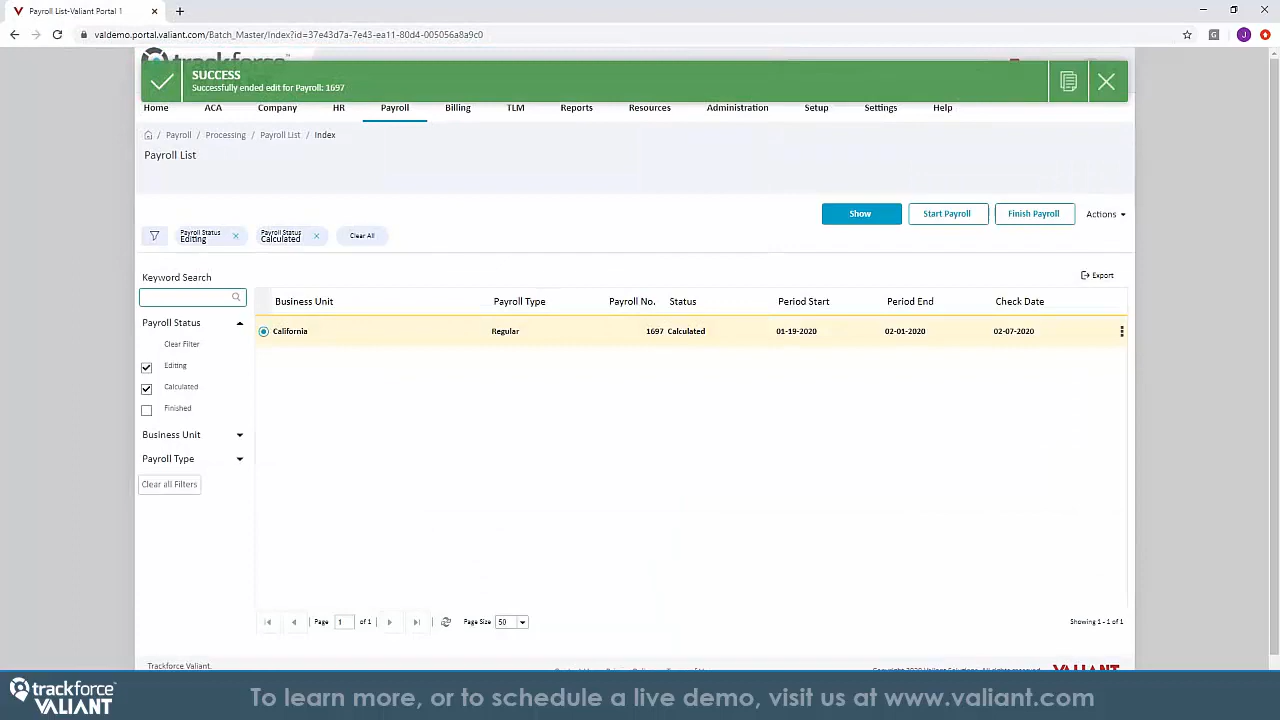 Payroll List-Valiant Portal 1
valdemo.portal.valiant.com/Batch_Master/Index?id=37e43d7a-7e43-ea11-80d4-005056a8a9c0
G
J
trackforce
SUCCESS
Successfully ended edit for Payroll: 1697
Home ACA Company HR Payroll Billing TLM Reports Resources Administration Setup Settings Help
/ Payroll / Processing / Payroll List / Index
Payroll List
Show Start Payroll Finish Payroll Actions
Payroll Status
Editing
Payroll Status
Calculated
Clear All
Keyword Search
Export
Business Unit Payroll Type Payroll No. Status Period Start Period End Check Date
California Regular 1697 Calculated 01-19-2020 02-01-2020 02-07-2020
Payroll Status
Clear Filter
Editing
Calculated
Finished
Business Unit
Payroll Type
Clear all Filters
Page 1 of 1 Page Size 50 Showing 1 - 1 of 1
Trackforce Valiant.
VALIANT
trackforce™
VALIANT
To learn more, or to schedule a live demo, visit us at www.valiant.com